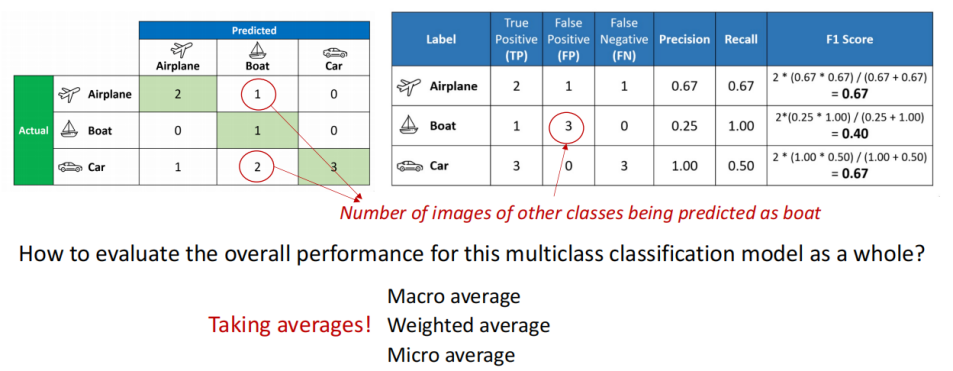 Predicted
Airplane Boat Car
Actual
Airplane 2 1 0
Boat 0 1 0
Car 1 2 3
Label True Positive (TP) False Positive (FP) False Negative (FN) Precision Recall F1 Score
Airplane 2 1 1 0.67 0.67 2 * (0.67 * 0.67) / (0.67 + 0.67)
= 0.67
Boat 1 3 0 0.25 1.00 2*(0.25 * 1.00) / (0.25 + 1.00)
= 0.40
Car 3 0 3 1.00 0.50 2 * (1.00 * 0.50) / (1.00 + 0.50)
= 0.67
Number of images of other classes being predicted as boat
How to evaluate the overall performance for this multiclass classification model as a whole?
Macro average
Taking averages! Weighted average
Micro average